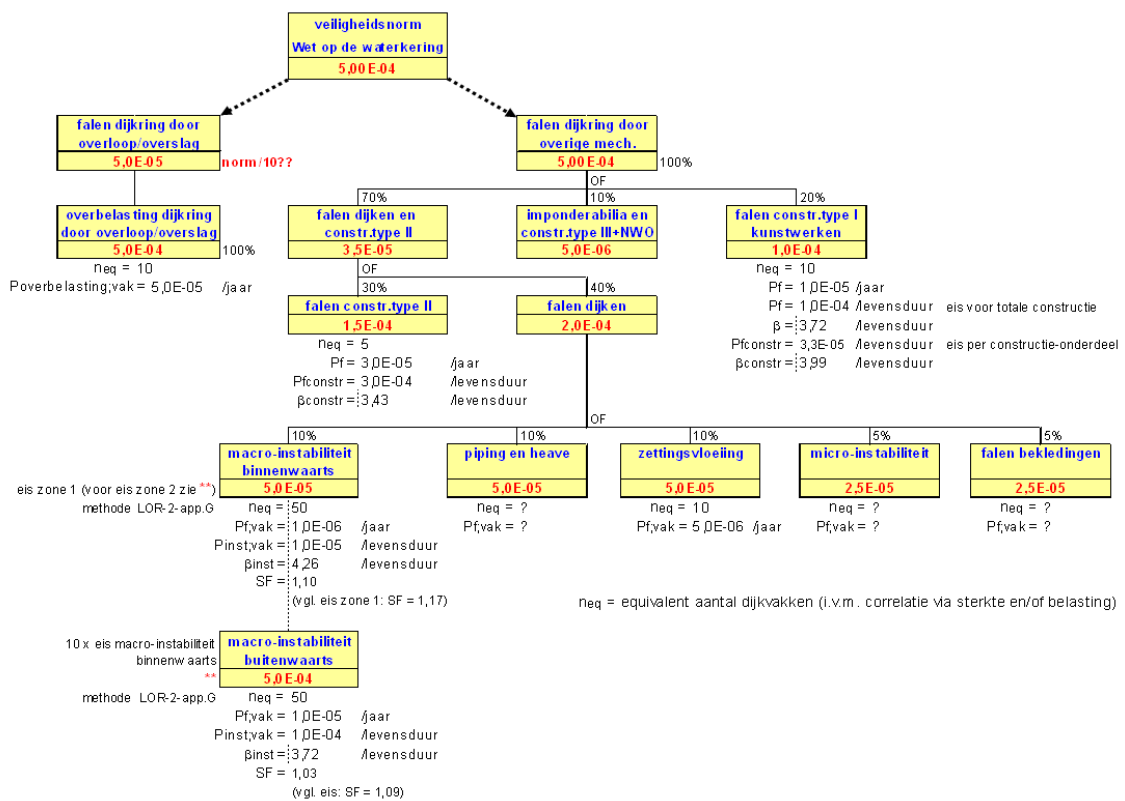 veiligheidsnorm
Wet op de waterkering
5,00 E-04
falen dijkring door
overloop/overslag
5,0E-05
norm/10??
falen dijkring door
overige mech.
5,00 E-04
100%
OF
70%
10%
20%
overbelasting dijkring
door overloop/overslag
5,0E-04
100%
neq = 10
Poverbelasting;vak = 5,0E-05 /jaar
falen dijken en
constr.type II
3,5E-05
imponderabilia en
constr.type III+NWO
5,0E-06
falen constr.type I
kunstwerken
1,0E-04
neq = 10
Pf = 1,0E-05 /jaar
Pf = 1,0E-04 /levensduur eis voor totale constructie
β = 3,72 /levensduur
Pfconstr = 3,3E-05 /levensduur eis per constructie-onderdeel
βconstr = 3,99 /levensduur
OF
30%
40%
falen constr.type II
1,5E-04
neq = 5
Pf = 3,0E-05 /jaar
Pfconstr = 3,0E-04 /levensduur
βconstr = 3,43 /levensduur
falen dijken
2,0E-04
OF
10%
10%
10%
5%
5%
macro-instabiliteit
binnenwaarts
5,0E-05
eis zone 1 (voor eis zone 2 zie **)
methode LOR-2-app.G
neq = 50
Pf;vak = 1,0E-06 /jaar
Pinst;vak = 1,0E-05 /levensduur
βinst = 4,26 /levensduur
SF = 1,10
(vgl. eis zone 1: SF = 1,17)
piping en heave
5,0E-05
neq = ?
Pf;vak = ?
zettingsvloeiing
5,0E-05
neq = 10
Pf;vak = 5,0E-06 /jaar
micro-instabiliteit
2,5E-05
neq = ?
Pf;vak = ?
falen bekledingen
2,5E-05
neq = ?
Pf;vak = ?
neq = equivalent aantal dijkvakken (i.v.m. correlatie via sterkte en/of belasting)
10 x eis macro-instabiliteit
binnenwaarts
**
macro-instabiliteit
buitenwaarts
5,0E-04
methode LOR-2-app.G
neq = 50
Pf;vak = 1,0E-05 /jaar
Pinst;vak = 1,0E-04 /levensduur
βinst = 3,72 /levensduur
SF = 1,03
(vgl. eis: SF = 1,09)